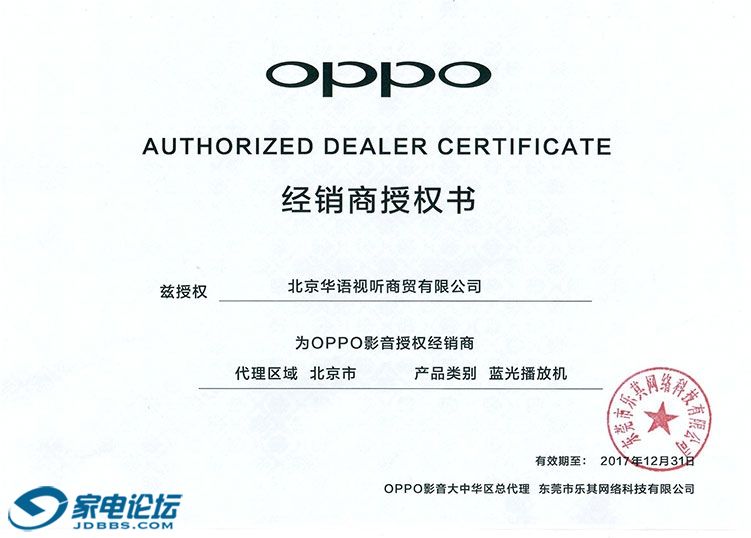 oppo
AUTHORIZED DEALER CERTIFICATE
经销商授权书
兹授权 北京华语视听商贸有限公司
为OPPO影音授权经销商
代理区域 北京市 产品类别 蓝光播放机
东莞市乐其网络科技有限公司
有效期至: 2017年12月31日
OPPO影音大中华区总代理 东莞市乐其网络科技有限公司
家电论坛
JDBBS.COM